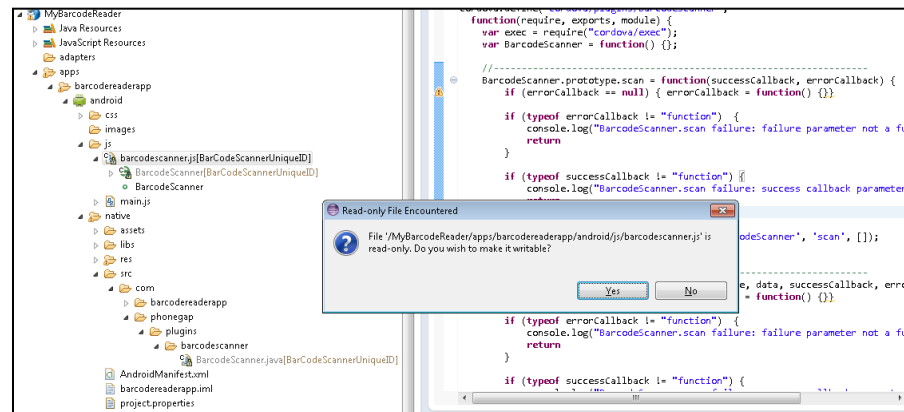 MyBarcodeReader
Java Resources
JavaScript Resources
adapters
apps
barcodereaderapp
android
css
images
js
barcodescanner.js[BarCodeScannerUniqueID]
BarcodeScanner[BarCodeScannerUniqueID]
BarcodeScanner
main.js
native
assets
libs
res
src
com
barcodereaderapp
phonegap
plugins
barcodescanner
BarcodeScanner.java[BarCodeScannerUniqueID]
AndroidManifest.xml
barcodereaderapp.iml
project.properties
function(require, exports, module) {
var exec = require("cordova/exec");
var BarcodeScanner = function() {};
//-------------------------------------------------------------------
BarcodeScanner.prototype.scan = function(successCallback, errorCallback) {
if (errorCallback == null) { errorCallback = function() {}}
if (typeof errorCallback != "function")  {
console.log("BarcodeScanner.scan failure: failure parameter not a fu
return
}
if (typeof successCallback != "function") {
console.log("BarcodeScanner.scan failure: success callback parameter
Read-only File Encountered
File '/MyBarcodeReader/apps/barcodereaderapp/android/js/barcodescanner.js' is
read-only. Do you wish to make it writable?
Yes No
odeScanner', 'scan', []);
e, data, successCallback, erro
= function() {}}
if (typeof errorCallback != "function")  {
console.log("BarcodeScanner.scan failure: failure parameter not a fu
return
}
if (typeof successCallback != "function") {